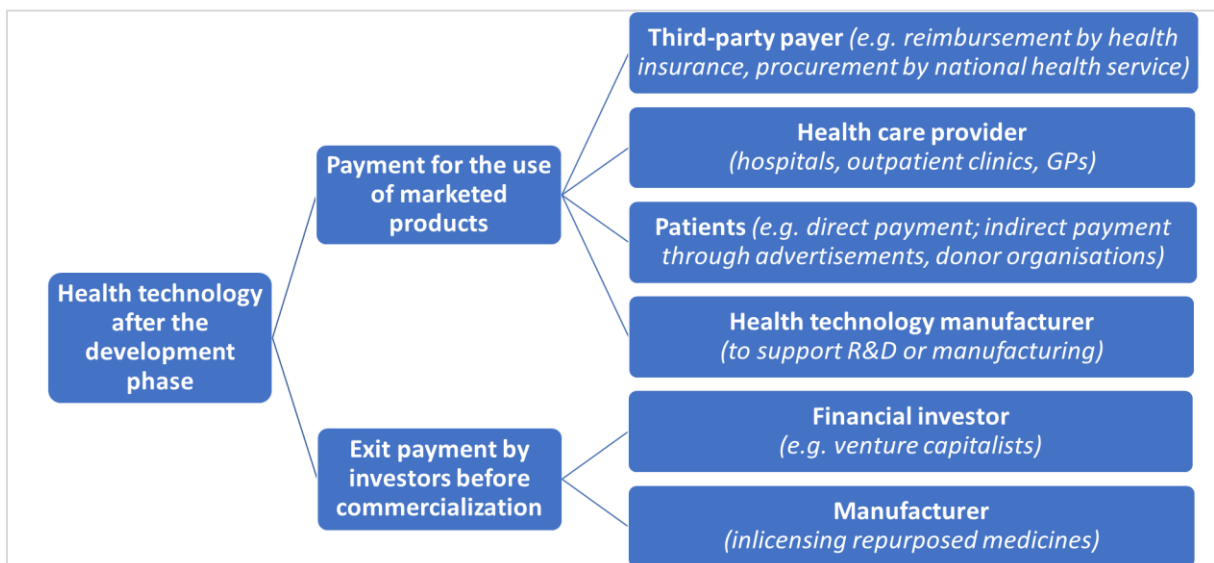 Health technology
after the
development
phase
Payment for the use
of marketed
products
Third-party payer (e.g. reimbursement by health
insurance, procurement by national health service)
Health care provider
(hospitals, outpatient clinics, GPs)
Patients (e.g. direct payment; indirect payment
through advertisements, donor organisations)
Health technology manufacturer
(to support R&D or manufacturing)
Exit payment by
investors before
commercialization
Financial investor
(e.g. venture capitalists)
Manufacturer
(inlicensing repurposed medicines)